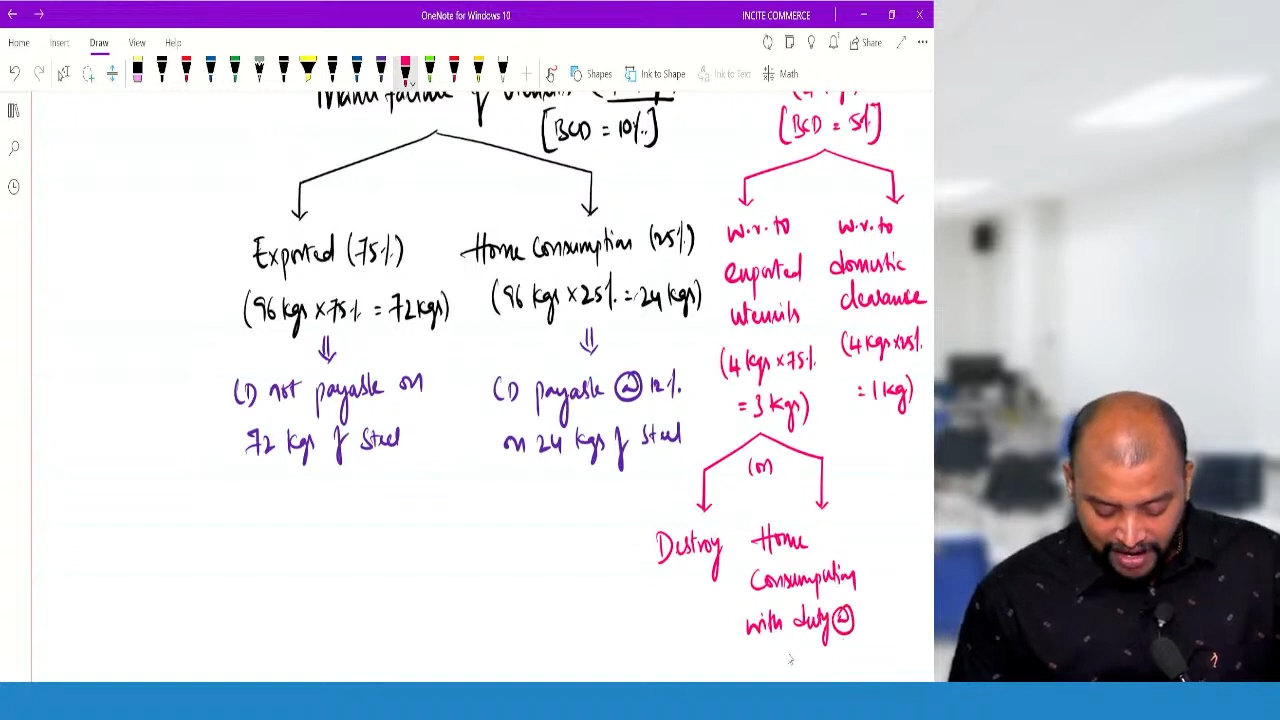 OneNote for Windows 10
INCITE COMMERCE
Home Insert Draw View Help
Share
Shapes Ink to Shape Ink to Text Math
Manufacture of utensils
[BCD = 10%]
[BCD = 5%]
Exported (75%)
(96 kgs x 75% = 72 kgs)
CD not payable on
72 kgs of Steel
Home Consumption (25%)
(96 kgs x 25% = 24 kgs)
CD payable @ 12%
on 24 kgs of Steel
w.r.to
exported
utensils
(4 kgs x 75%
= 3 kgs)
w.r.to
domestic
clearance
(4 kgs x 25%
= 1 kg)
(or)
Destroy
Home
Consumption
with duty @